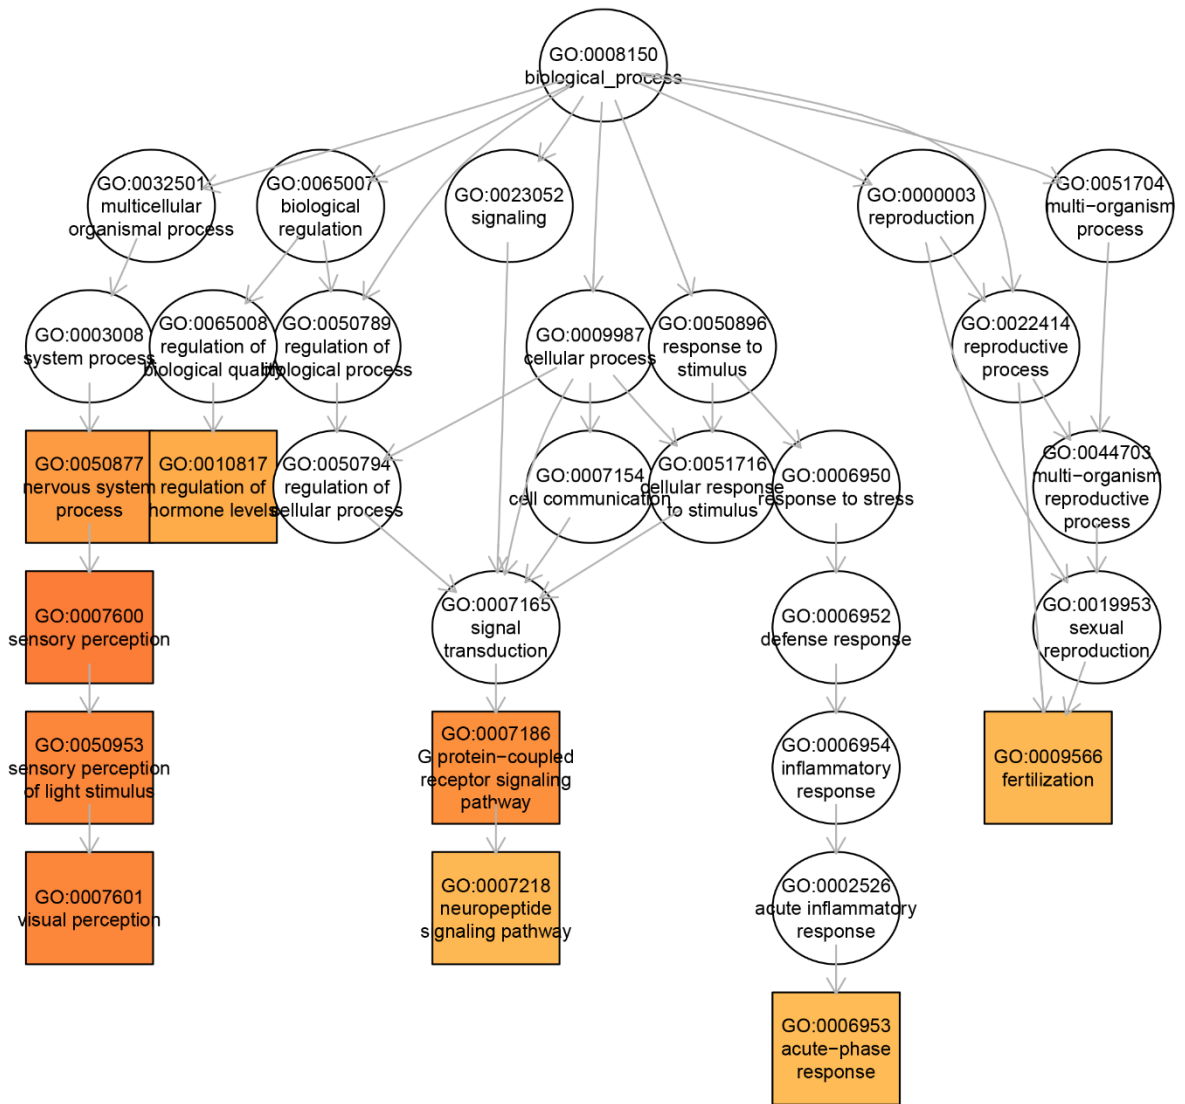 GO:0008150
biological_process
GO:0032501
multicellular
organismal process
GO:0065007
biological
regulation
GO:0023052
signaling
GO:0000003
reproduction
GO:0051704
multi−organism
process
GO:0003008
system process
GO:0065008
regulation of
biological quality
GO:0050789
regulation of
biological process
GO:0009987
cellular process
GO:0050896
response to
stimulus
GO:0022414
reproductive
process
GO:0050877
nervous system
process
GO:0010817
regulation of
hormone levels
GO:0050794
regulation of
cellular process
GO:0007154
cell communication
GO:0051716
cellular response
to stimulus
GO:0006950
response to stress
GO:0044703
multi−organism
reproductive
process
GO:0007600
sensory perception
GO:0007165
signal
transduction
GO:0006952
defense response
GO:0019953
sexual
reproduction
GO:0050953
sensory perception
of light stimulus
GO:0007186
G protein−coupled
receptor signaling
pathway
GO:0006954
inflammatory
response
GO:0009566
fertilization
GO:0007601
visual perception
GO:0007218
neuropeptide
signaling pathway
GO:0002526
acute inflammatory
response
GO:0006953
acute−phase
response